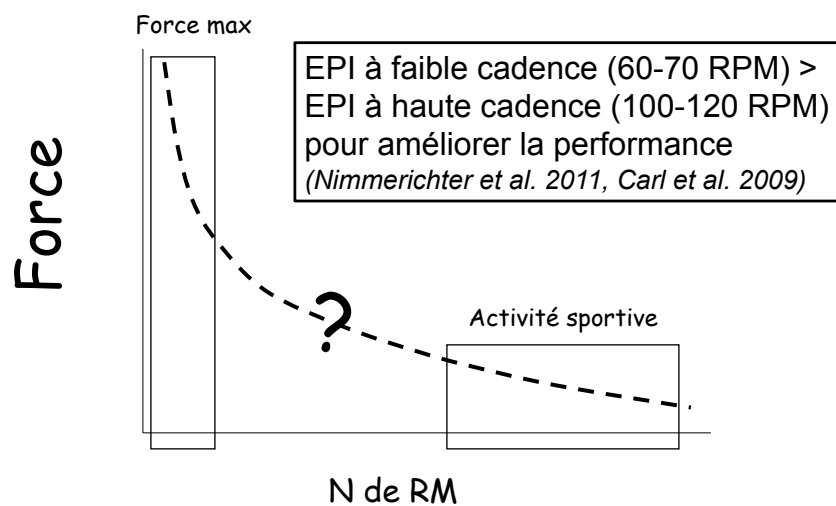 Force max
EPI à faible cadence (60-70 RPM) >
EPI à haute cadence (100-120 RPM)
pour améliorer la performance
(Nimmerichter et al. 2011, Carl et al. 2009)
Force
?
Activité sportive
N de RM